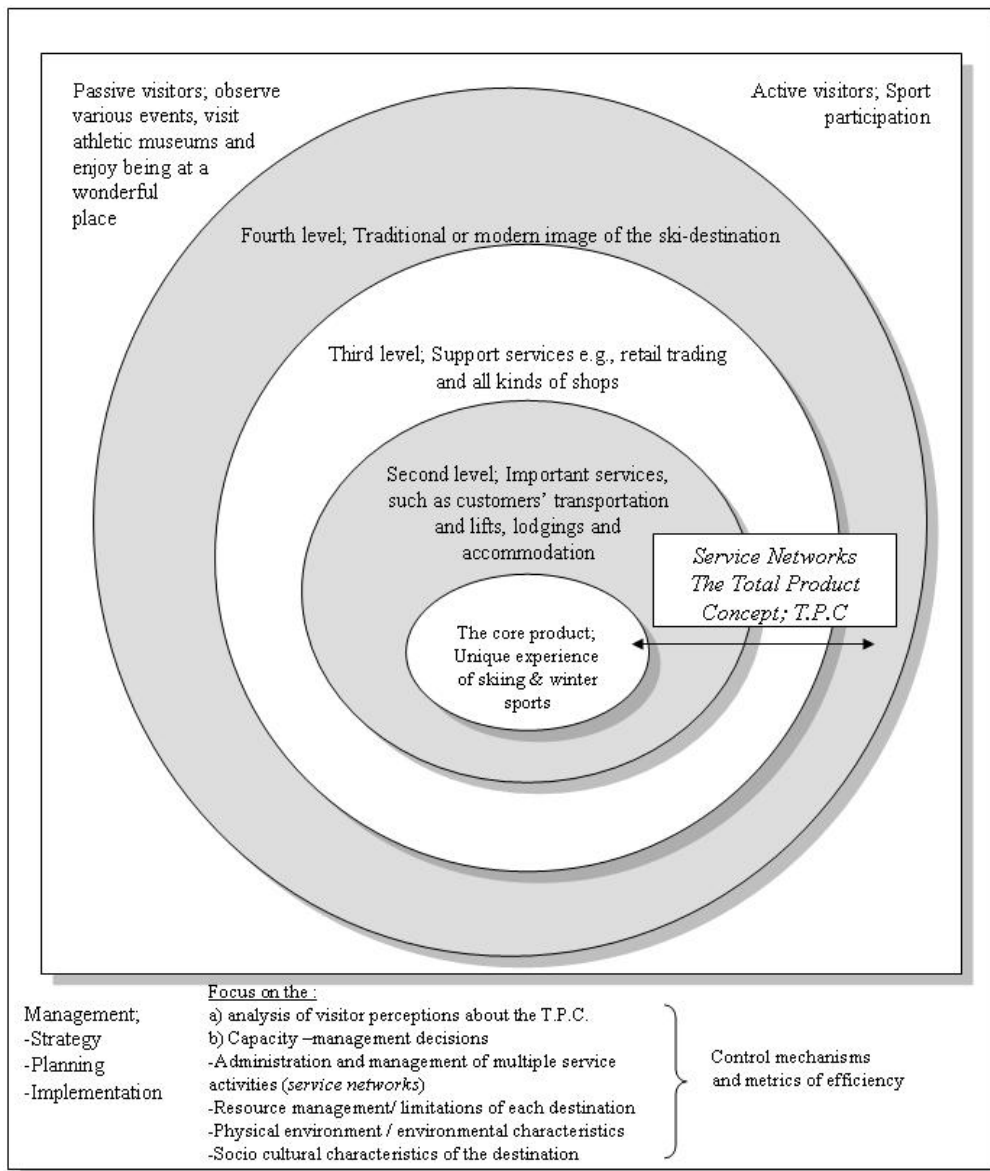 Passive visitors; observe
various events, visit
athletic museums and
enjoy being at a
wonderful
place
Active visitors; Sport
participation
Fourth level; Traditional or modern image of the ski-destination
Third level; Support services e.g., retail trading
and all kinds of shops
Second level; Important services,
such as customers’ transportation
and lifts, lodgings and
accommodation
Service Networks
The Total Product
Concept; T.P.C
The core product;
Unique experience
of skiing & winter
sports
Management;
-Strategy
-Planning
-Implementation
Focus on the :
a) analysis of visitor perceptions about the T.P.C.
b) Capacity –management decisions
-Administration and management of multiple service
activities (service networks)
-Resource management/ limitations of each destination
-Physical environment / environmental characteristics
-Socio cultural characteristics of the destination
Control mechanisms
and metrics of efficiency